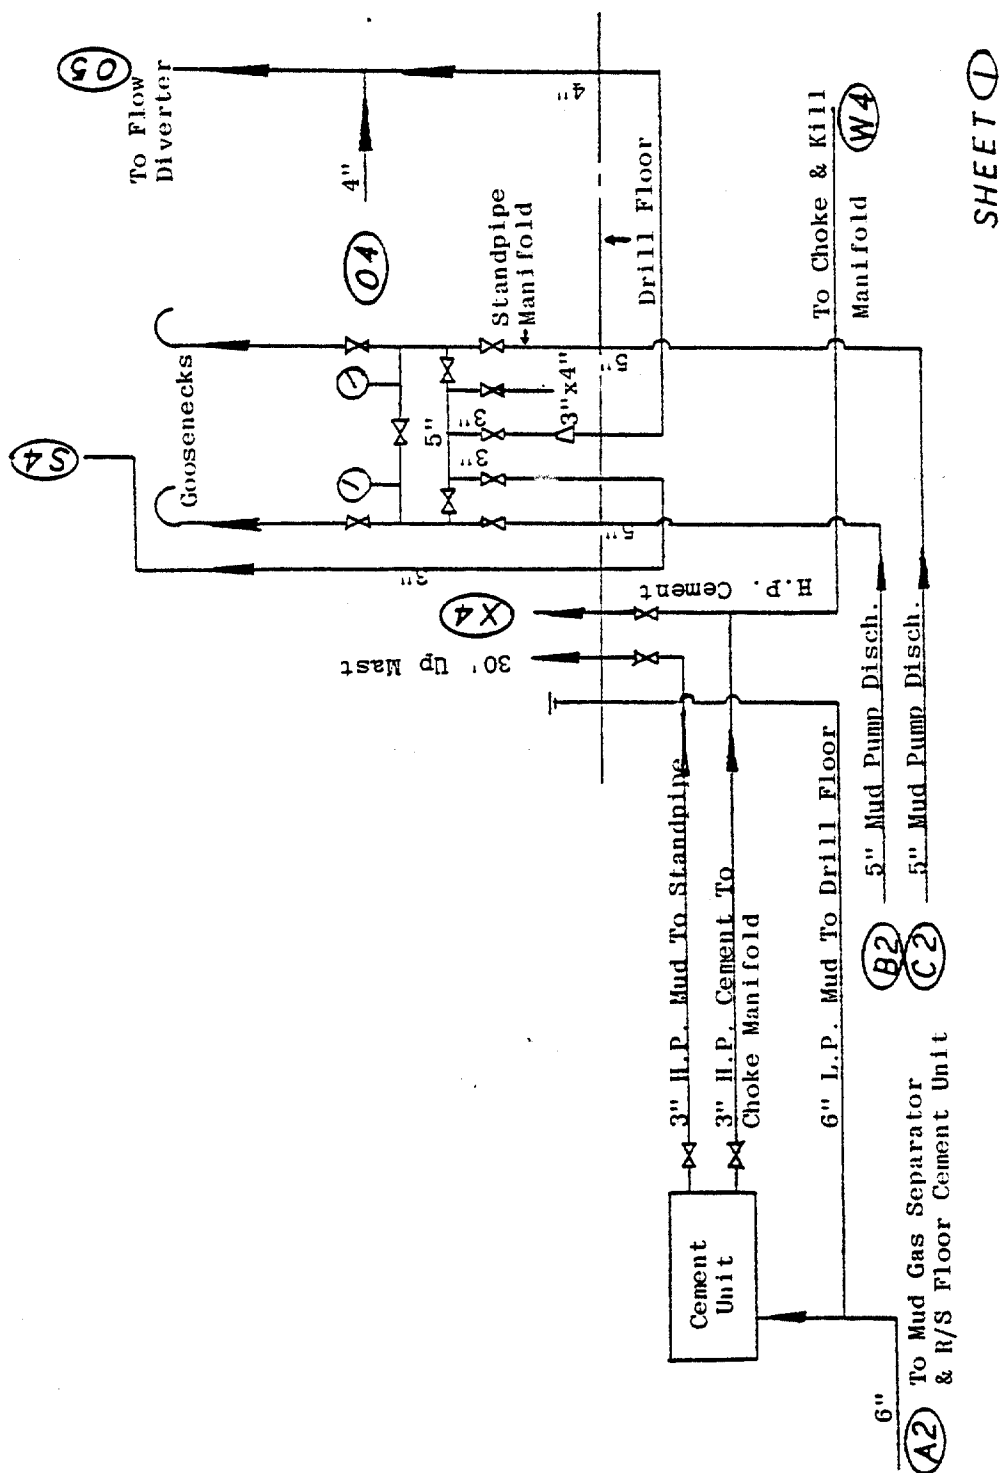 05
To Flow
Diverter
4"
04
4"
S4
Goosenecks
5"
3"
3"
3"x4"
Standpipe
Manifold
Drill Floor
5"
5"
3"
X4
30' Up Mast
H.P. Cement
To Choke & Kill
Manifold
W4
3" H.P. Mud To Standpipe
3" H.P. Cement To
Choke Manifold
6" L.P. Mud To Drill Floor
B2
5" Mud Pump Disch.
C2
5" Mud Pump Disch.
Cement
Unit
6"
A2
To Mud Gas Separator
& R/S Floor Cement Unit
SHEET 1